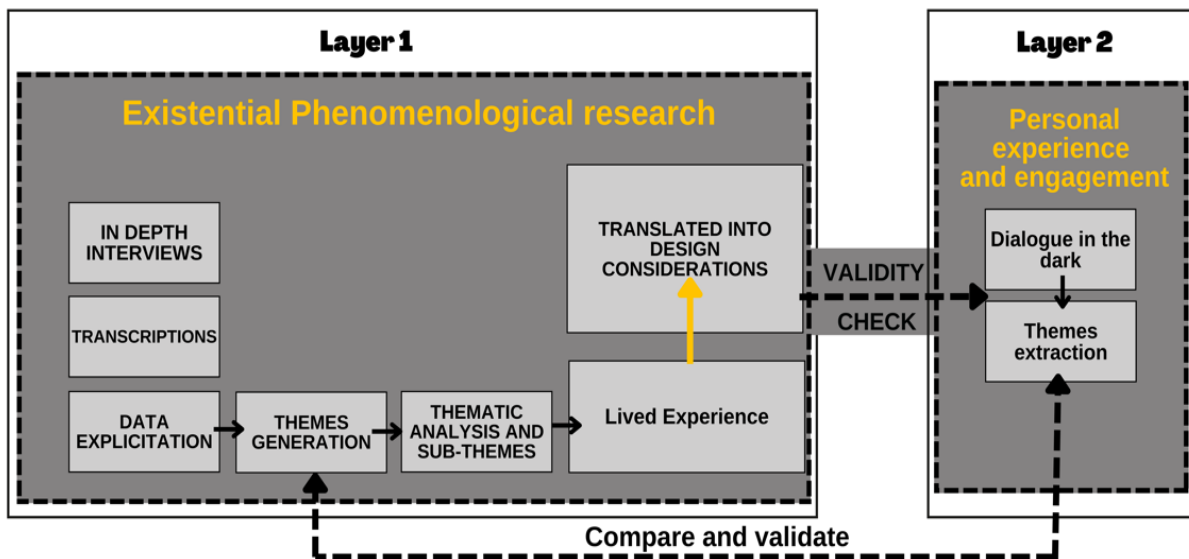 Layer 1
Existential Phenomenological research
IN DEPTH
INTERVIEWS
TRANSCRIPTIONS
DATA
EXPLICITATION
THEMES
GENERATION
THEMATIC
ANALYSIS AND
SUB-THEMES
Lived Experience
TRANSLATED INTO
DESIGN
CONSIDERATIONS
VALIDITY
CHECK
Layer 2
Personal
experience
and engagement
Dialogue in the
dark
Themes
extraction
Compare and validate